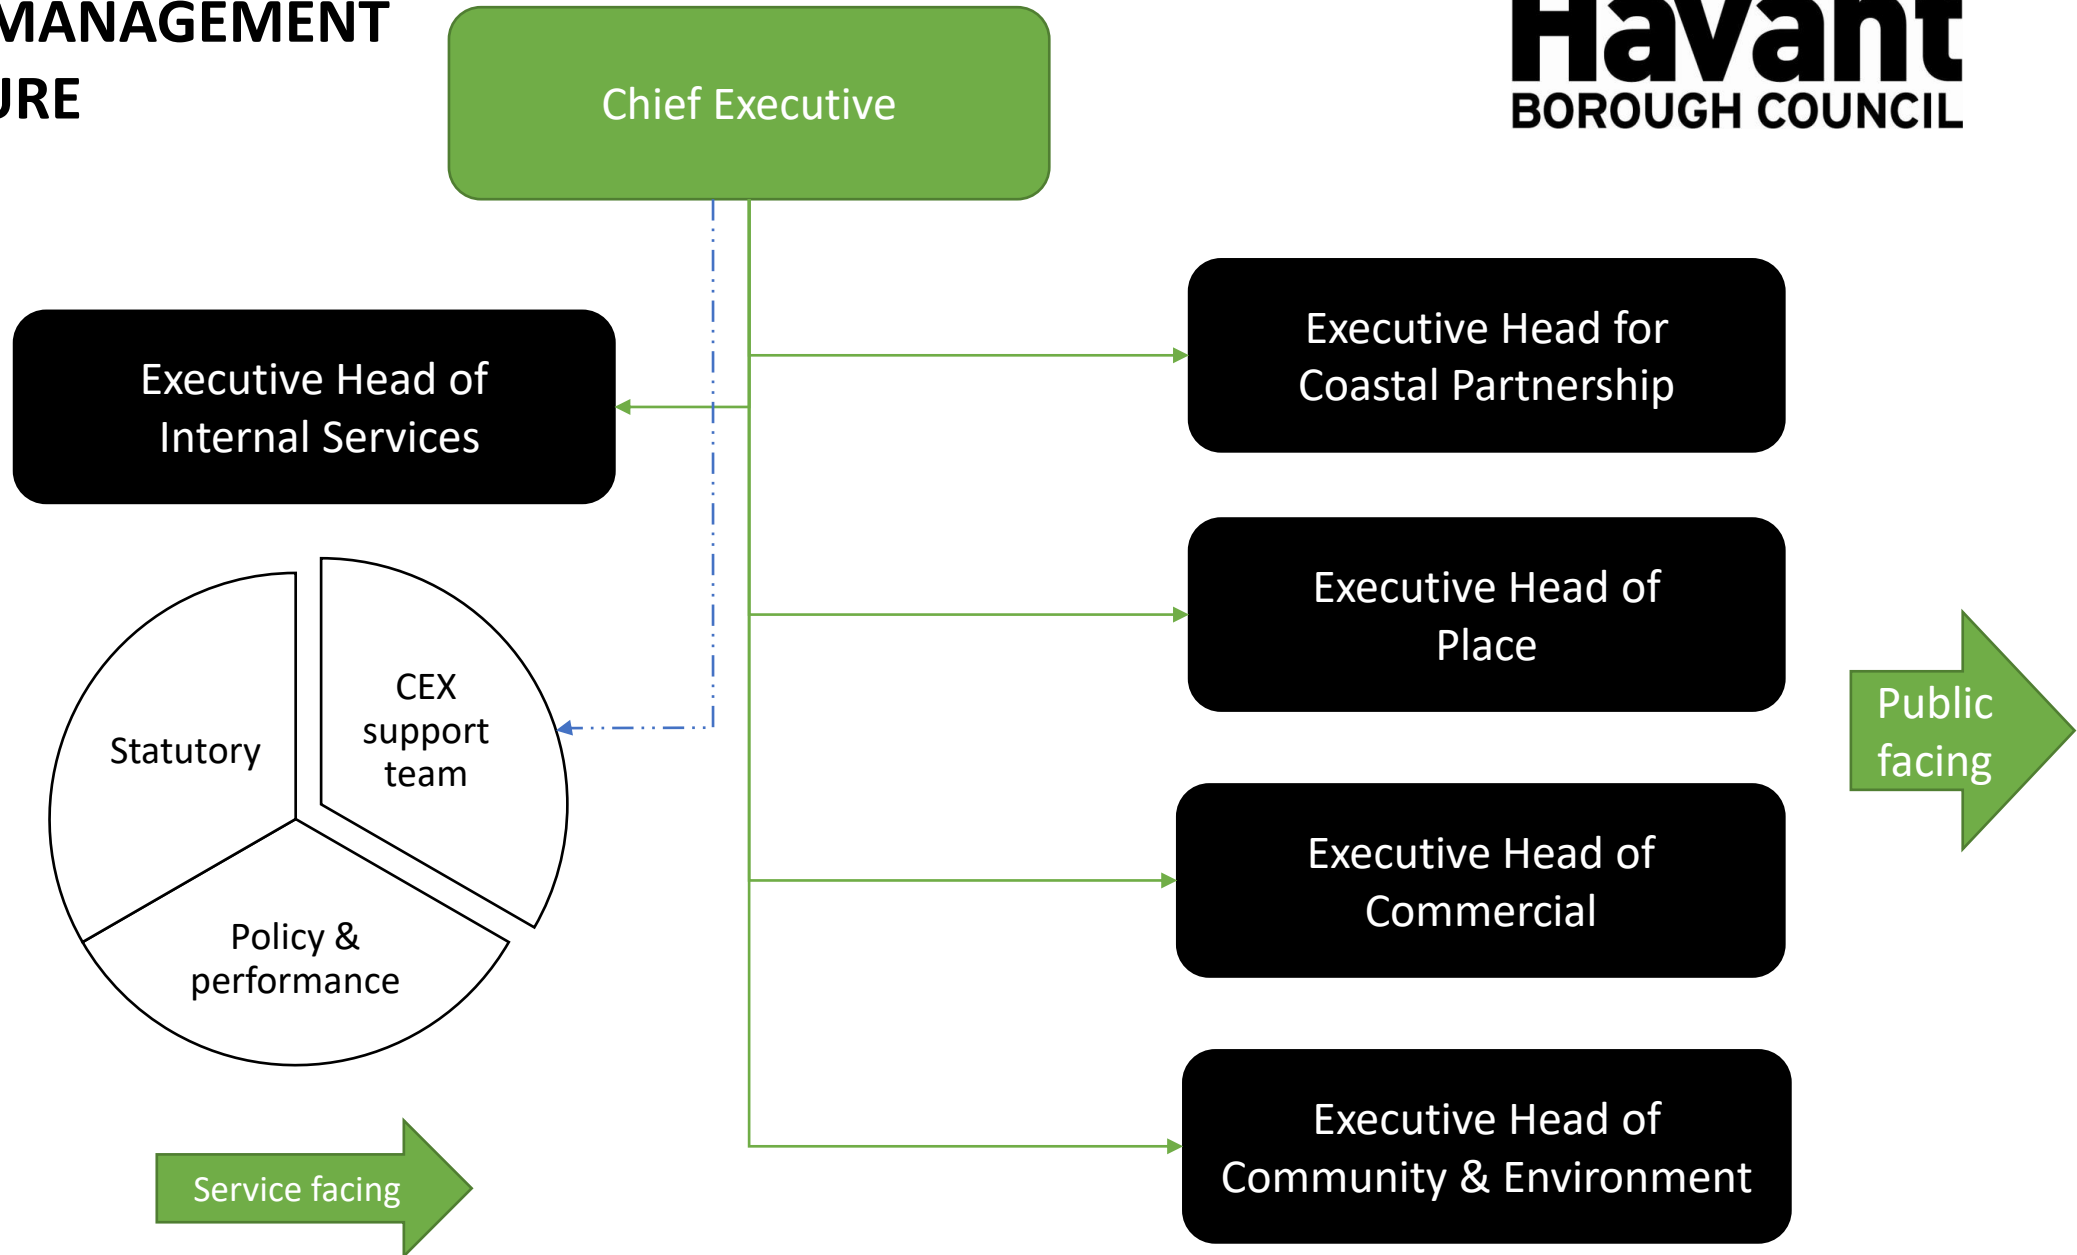 MANAGEMENT
URE
Chief Executive
Havant
BOROUGH COUNCIL
Executive Head of
Internal Services
Executive Head for
Coastal Partnership
Executive Head of
Place
Executive Head of
Commercial
Executive Head of
Community & Environment
Statutory
CEX
support
team
Policy &
performance
Service facing
Public
facing